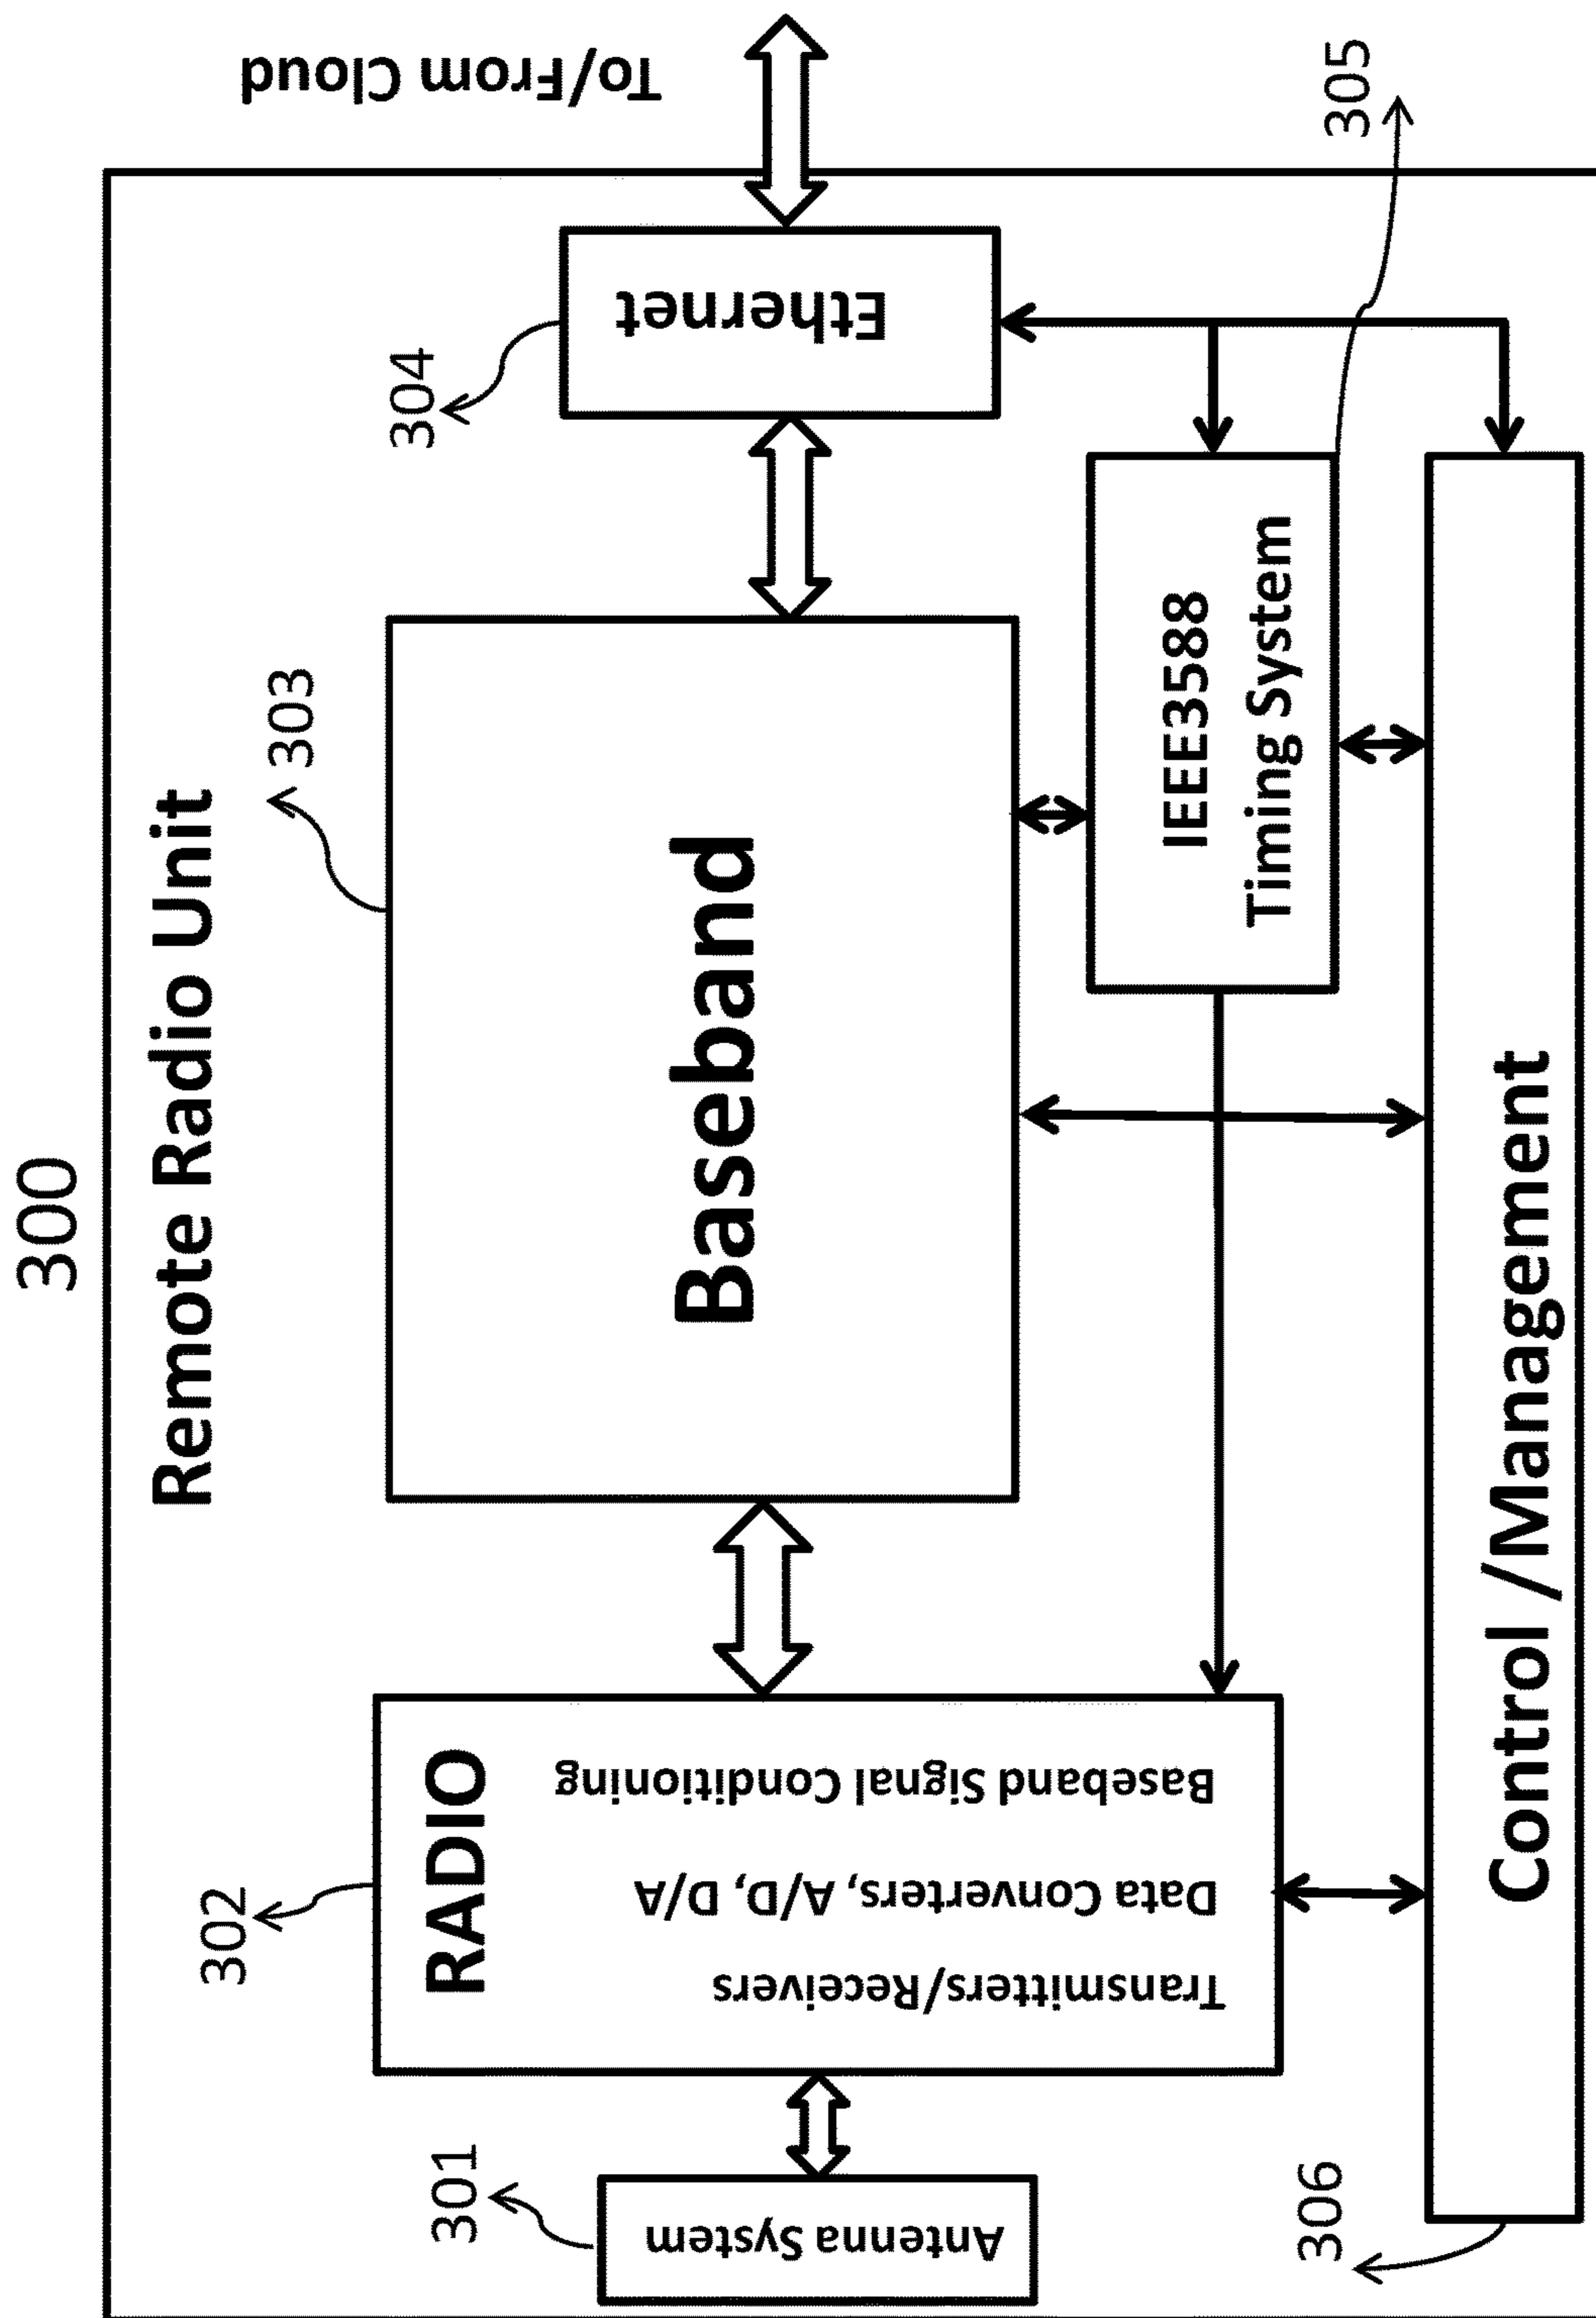 300
Remote Radio Unit
To/From Cloud
301
Antenna System
302
RADIO
Transmitters/Receivers
Data Converters, A/D, D/A
Baseband Signal Conditioning
303
Baseband
304
Ethernet
IEEE3588
Timing System
305
306
Control /Management